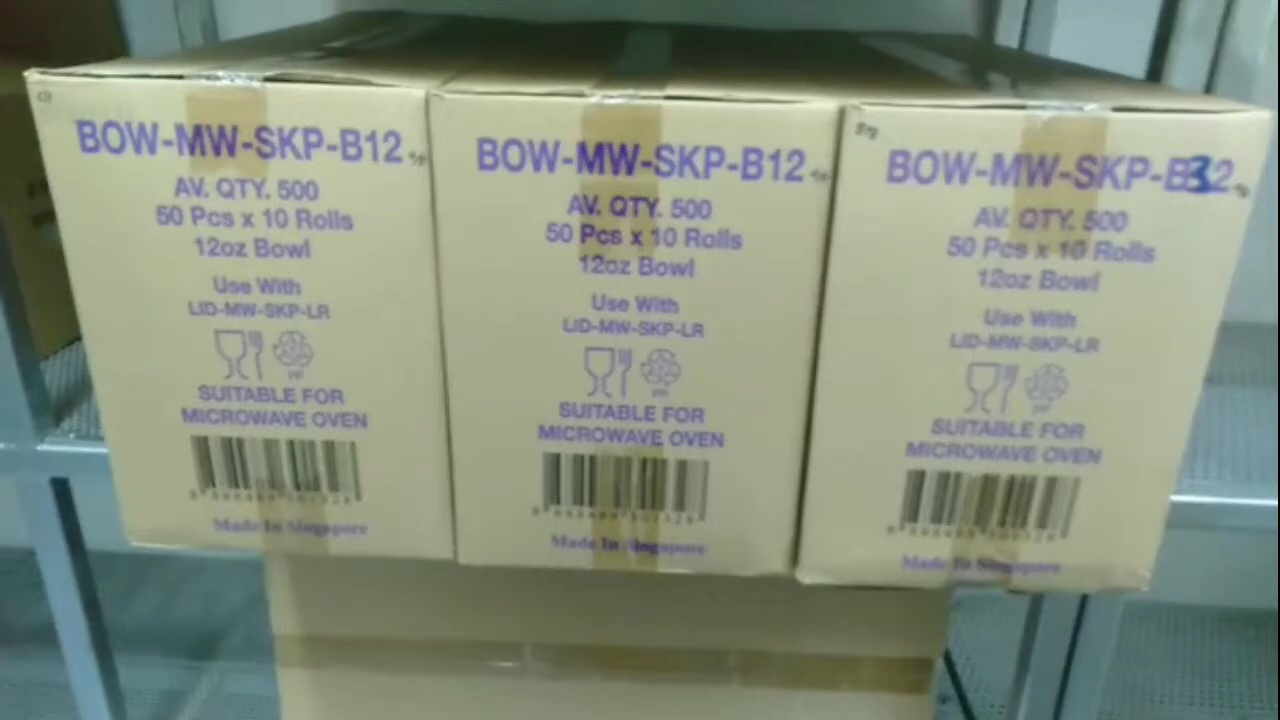 BOW-MW-SKP-B12
AV. QTY. 500
50 Pcs x 10 Rolls
12oz Bowl
Use With
LID-MW-SKP-LR
PP
SUITABLE FOR
MICROWAVE OVEN
Made In Singapore
BOW-MW-SKP-B12
AV. QTY. 500
50 Pcs x 10 Rolls
12oz Bowl
Use With
LID-MW-SKP-LR
PP
SUITABLE FOR
MICROWAVE OVEN
Made In Singapore
BOW-MW-SKP-B32
AV. QTY. 500
50 Pcs x 10 Rolls
12oz Bowl
Use With
LID-MW-SKP-LR
PP
SUITABLE FOR
MICROWAVE OVEN
Made In Singapore